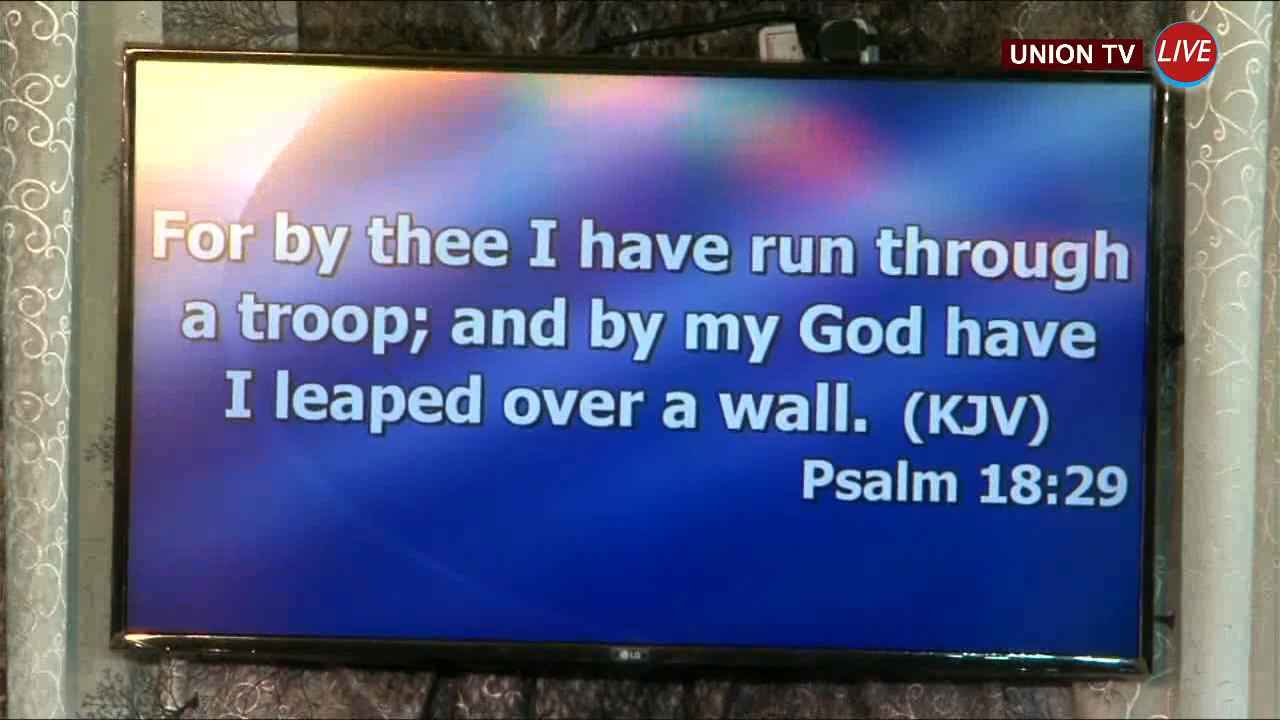 UNION TV LIVE
For by thee I have run through
a troop; and by my God have
I leaped over a wall. (KJV)
Psalm 18:29
LG